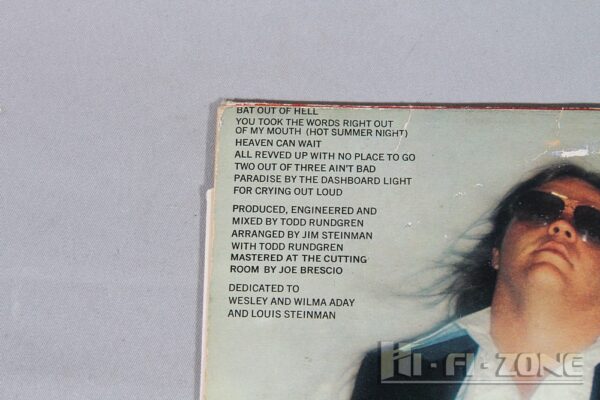 BAT OUT OF HELL
YOU TOOK THE WORDS RIGHT OUT
OF MY MOUTH (HOT SUMMER NIGHT)
HEAVEN CAN WAIT
ALL REVVED UP WITH NO PLACE TO GO
TWO OUT OF THREE AIN'T BAD
PARADISE BY THE DASHBOARD LIGHT
FOR CRYING OUT LOUD
PRODUCED, ENGINEERED AND
MIXED BY TODD RUNDGREN
ARRANGED BY JIM STEINMAN
WITH TODD RUNDGREN
MASTERED AT THE CUTTING
ROOM BY JOE BRESCIO
DEDICATED TO
WESLEY AND WILMA ADAY
AND LOUIS STEINMAN
HI-FI-ZONE